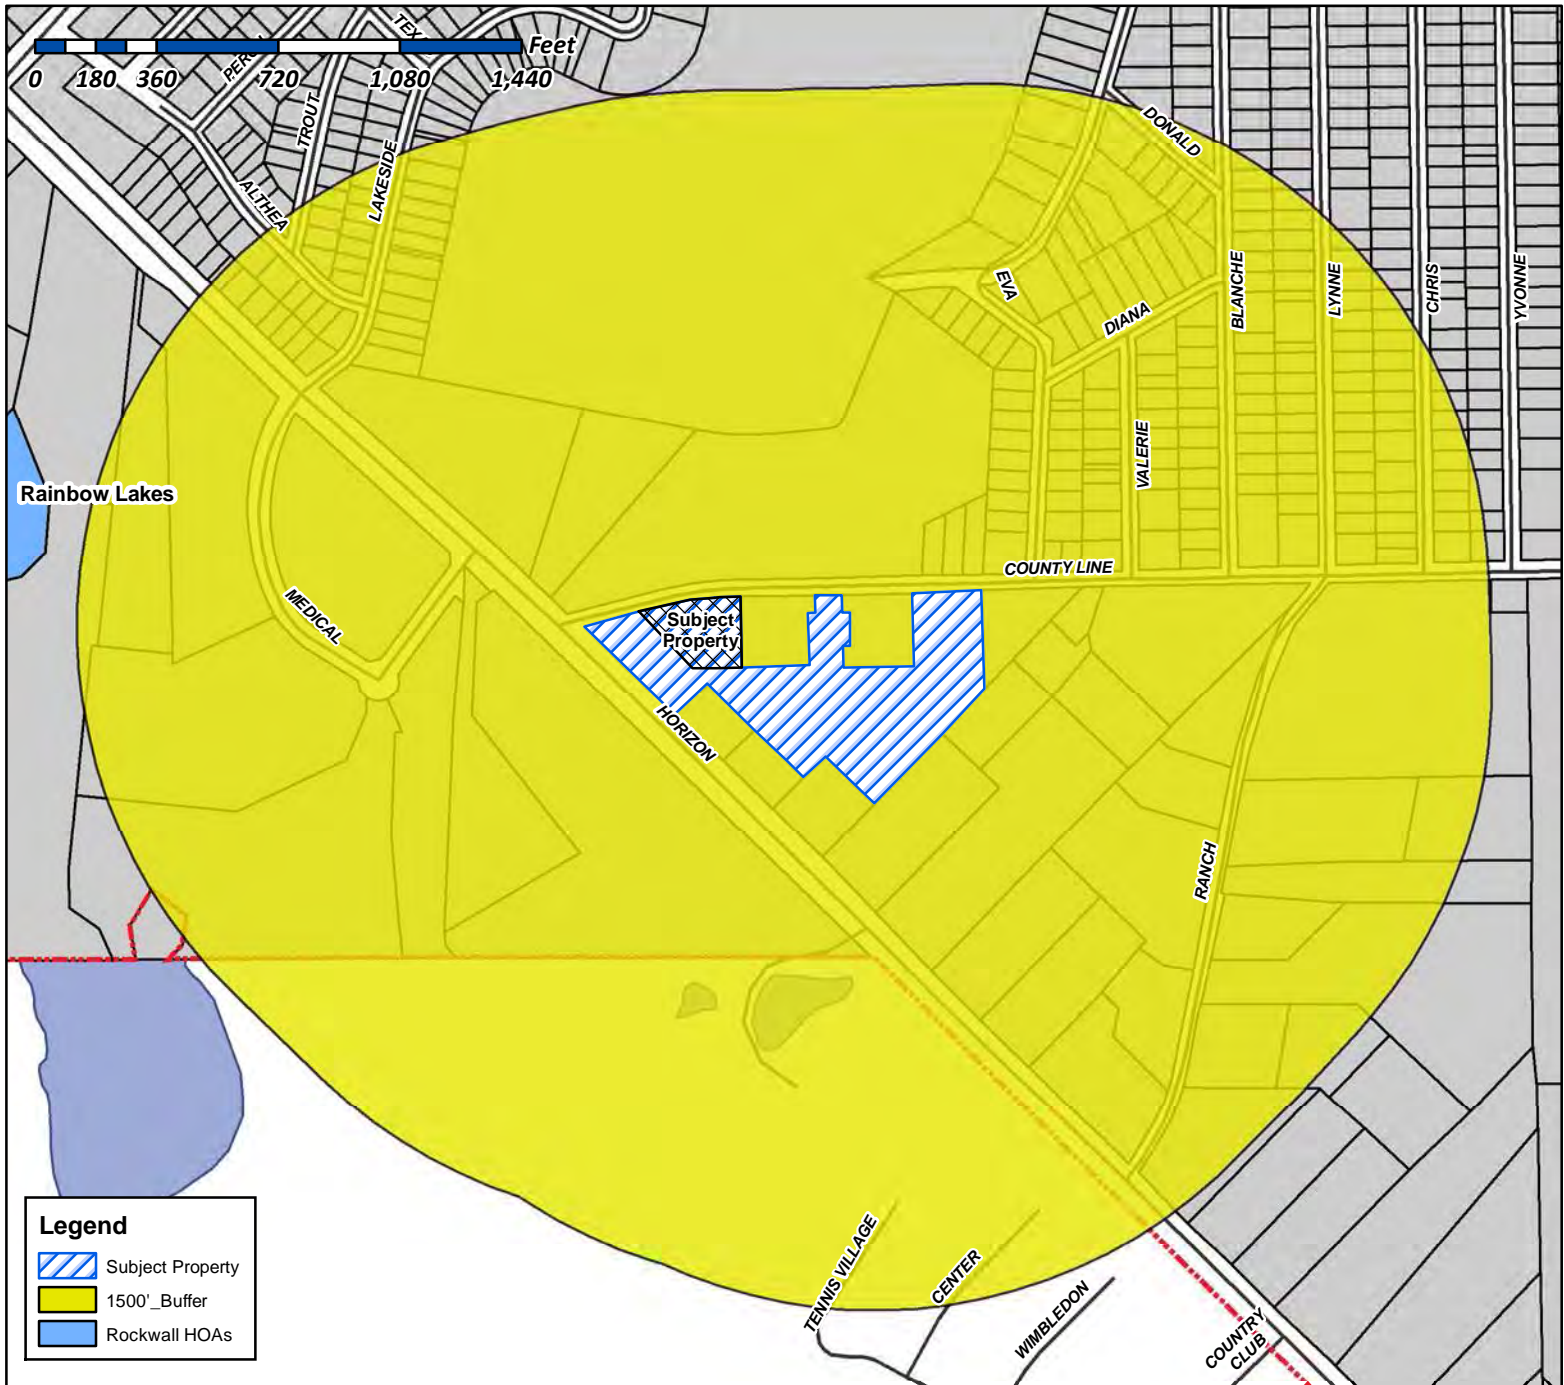 TEX
PERCH
Feet
0 180 360 720 1,080 1,440
TROUT
LAKESIDE
ALTHEA
DONALD
EVA
DIANA
BLANCHE
LYNNE
CHRIS
YVONNE
VALERIE
Rainbow Lakes
COUNTY LINE
MEDICAL
Subject
Property
HORIZON
RANCH
TENNIS VILLAGE
CENTER
WIMBLEDON
COUNTRY
CLUB
Legend
Subject Property
1500'_Buffer
Rockwall HOAs